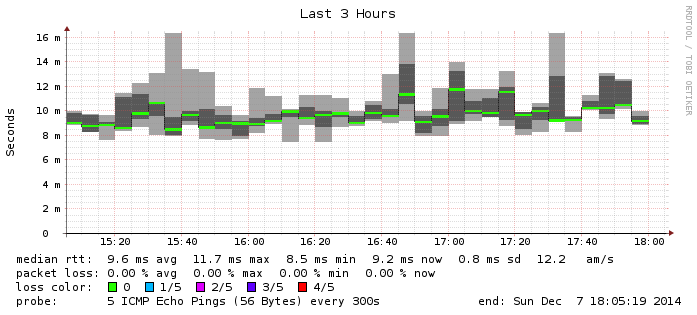 Last 3 Hours
RRDTOOL / TOBI OETIKER
Seconds
16 m
14 m
12 m
10 m
8 m
6 m
4 m
2 m
0
15:20 15:40 16:00 16:20 16:40 17:00 17:20 17:40 18:00
median rtt: 9.6 ms avg 11.7 ms max 8.5 ms min 9.2 ms now 0.8 ms sd 12.2 am/s
packet loss: 0.00 % avg 0.00 % max 0.00 % min 0.00 % now
loss color: 0 1/5 2/5 3/5 4/5
probe: 5 ICMP Echo Pings (56 Bytes) every 300s end: Sun Dec 7 18:05:19 2014